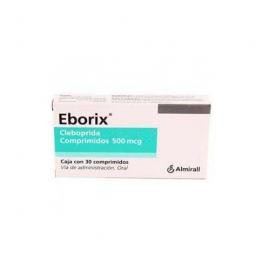 Eborix®
Cleboprida
Comprimidos 500 mcg
Caja con 30 comprimidos
Vía de administración: Oral
Almirall